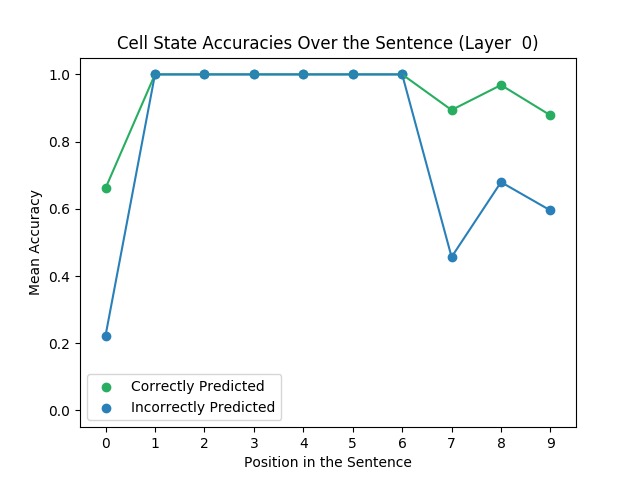 Cell State Accuracies Over the Sentence (Layer  0)
Mean Accuracy
1.0
0.8
0.6
0.4
0.2
0.0
Correctly Predicted
Incorrectly Predicted
0 1 2 3 4 5 6 7 8 9
Position in the Sentence